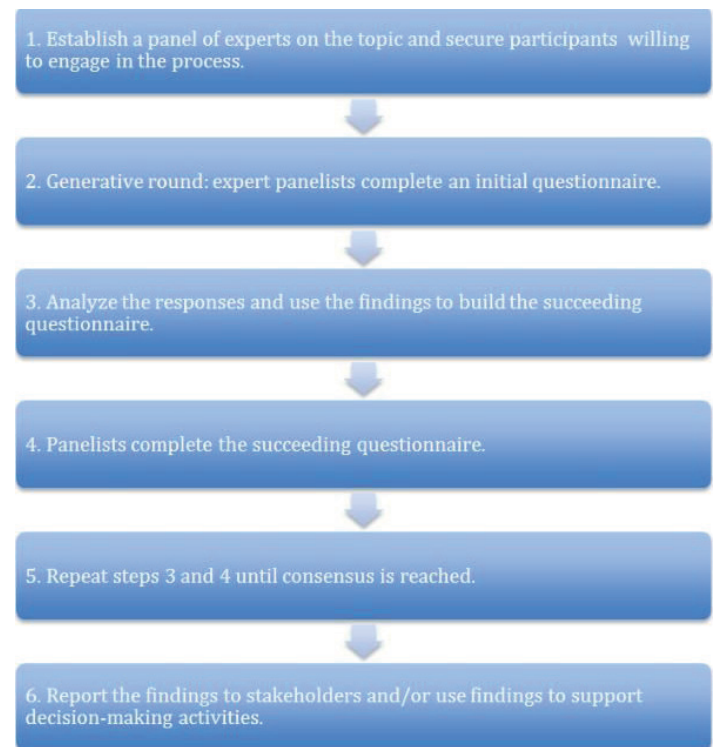 1. Establish a panel of experts on the topic and secure participants willing
to engage in the process.
2. Generative round: expert panelists complete an initial questionnaire.
3. Analyze the responses and use the findings to build the succeeding
questionnaire.
4. Panelists complete the succeeding questionnaire.
5. Repeat steps 3 and 4 until consensus is reached.
6. Report the findings to stakeholders and/or use findings to support
decision-making activities.